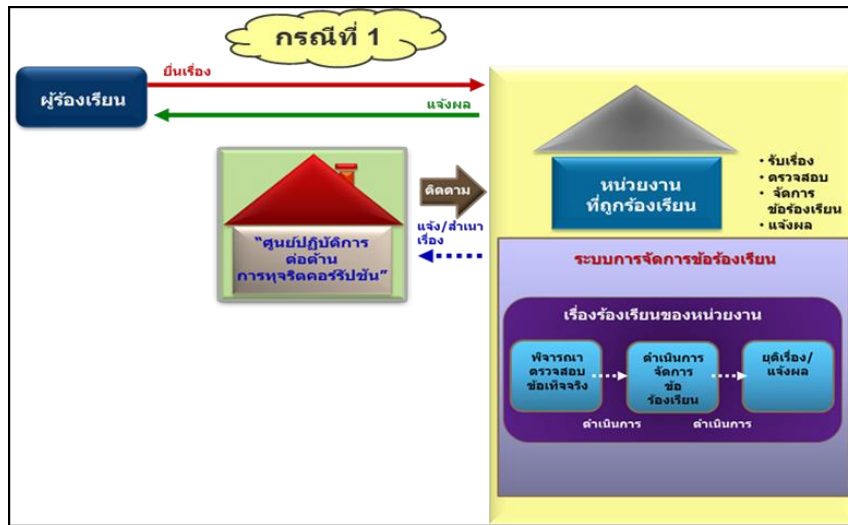 กรณีที่ 1
ยื่นเรื่อง
ผู้ร้องเรียน
แจ้งผล
ติดตาม
แจ้ง/สำเนา
เรื่อง
"ศูนย์ปฏิบัติการ
ต่อต้าน
การทุจริตคอร์รัปชัน"
หน่วยงาน
ที่ถูกร้องเรียน
• รับเรื่อง
• ตรวจสอบ
• จัดการ
ข้อร้องเรียน
• แจ้งผล
ระบบการจัดการข้อร้องเรียน
เรื่องร้องเรียนของหน่วยงาน
พิจารณา
ตรวจสอบ
ข้อเท็จจริง
ดำเนินการ
จัดการ
ข้อ
ร้องเรียน
ยุติเรื่อง/
แจ้งผล
ดำเนินการ
ดำเนินการ